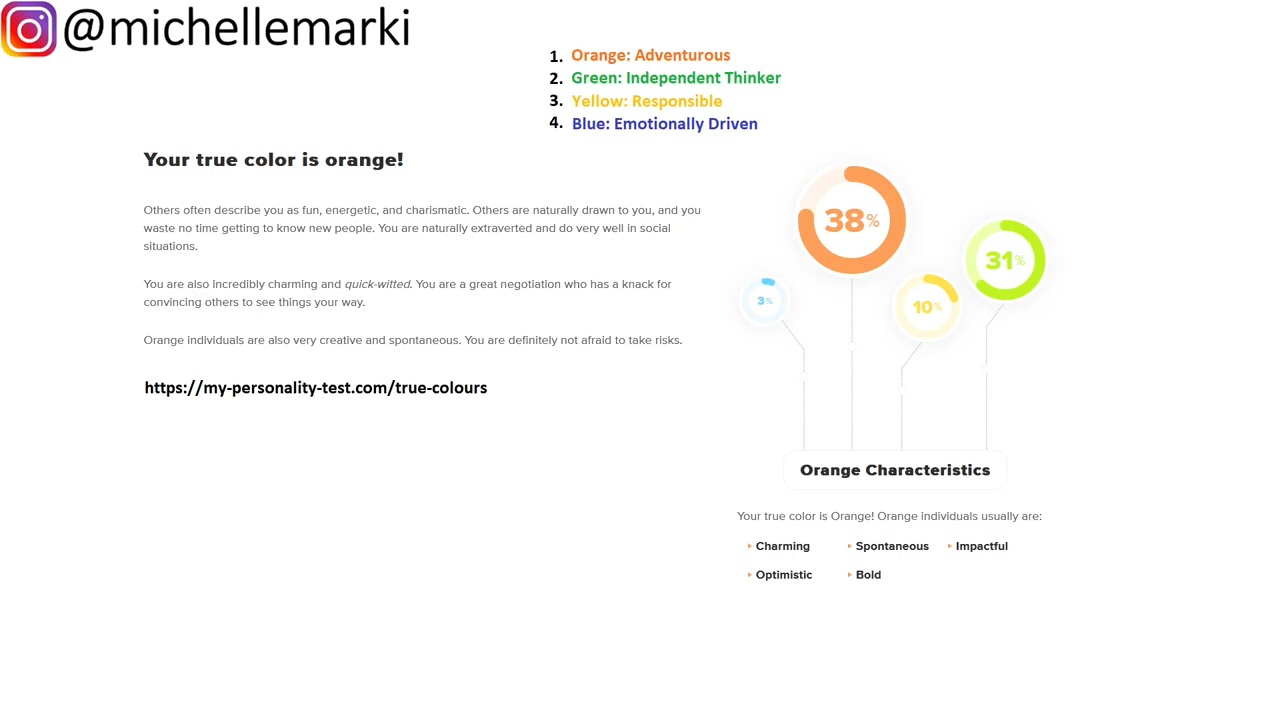 @michellemarki
1. Orange: Adventurous
2. Green: Independent Thinker
3. Yellow: Responsible
4. Blue: Emotionally Driven
Your true color is orange!
Others often describe you as fun, energetic, and charismatic. Others are naturally drawn to you, and you
waste no time getting to know new people. You are naturally extraverted and do very well in social
situations.
You are also incredibly charming and quick-witted. You are a great negotiation who has a knack for
convincing others to see things your way.
Orange individuals are also very creative and spontaneous. You are definitely not afraid to take risks.
https://my-personality-test.com/true-colours
38%
31%
3%
10%
Orange Characteristics
Your true color is Orange! Orange individuals usually are:
Charming Spontaneous Impactful
Optimistic Bold